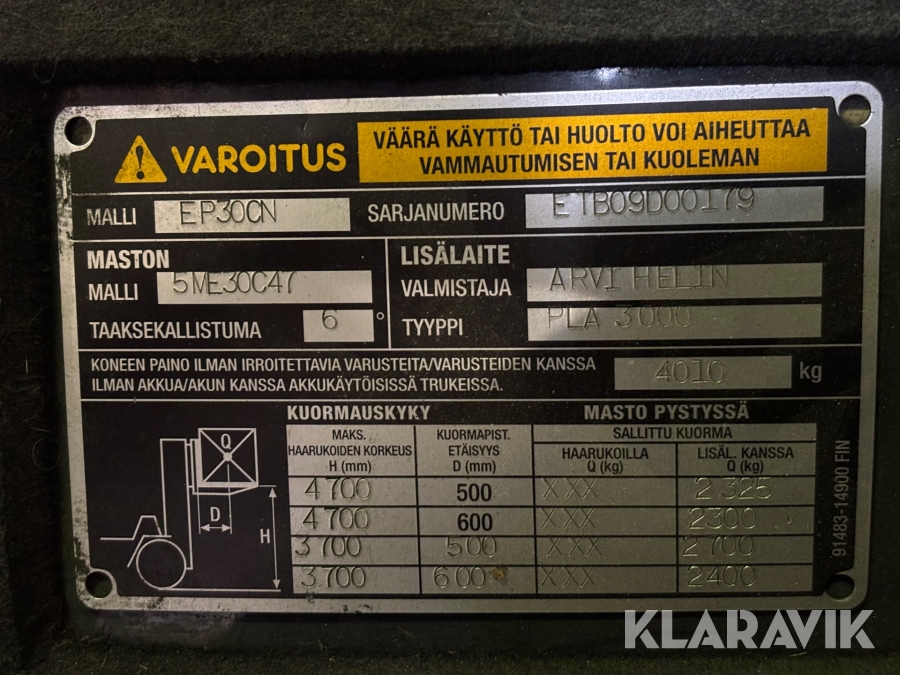 VAROITUS
VÄÄRÄ KÄYTTÖ TAI HUOLTO VOI AIHEUTTAA
VAMMAUTUMISEN TAI KUOLEMAN
MALLI EP30CN SARJANUMERO ETB09D00179
MASTON
MALLI 5ME30C47
TAAKSEKALLISTUMA 6 °
LISÄLAITE
VALMISTAJA ARVI HELIN
TYYPPI PLA 3000
KONEEN PAINO ILMAN IRROITETTAVIA VARUSTEITA/VARUSTEIDEN KANSSA
ILMAN AKKUA/AKUN KANSSA AKKUKÄYTÖISISSÄ TRUKEISSA.
4010 kg
KUORMAUSKYKY MASTO PYSTYSSÄ
MAKS. HAARUKOIDEN KORKEUS H (mm)
KUORMAPIST. ETÄISYYS D (mm)
SALLITTU KUORMA
HAARUKOILLA Q (kg)
LISÄL. KANSSA Q (kg)
4700 500 XXX 2325
4700 600 XXX 2300
3700 500 XXX 2700
3700 600 XXX 2400
Q
D
H
91483-14900 FIN
KLARAVIK